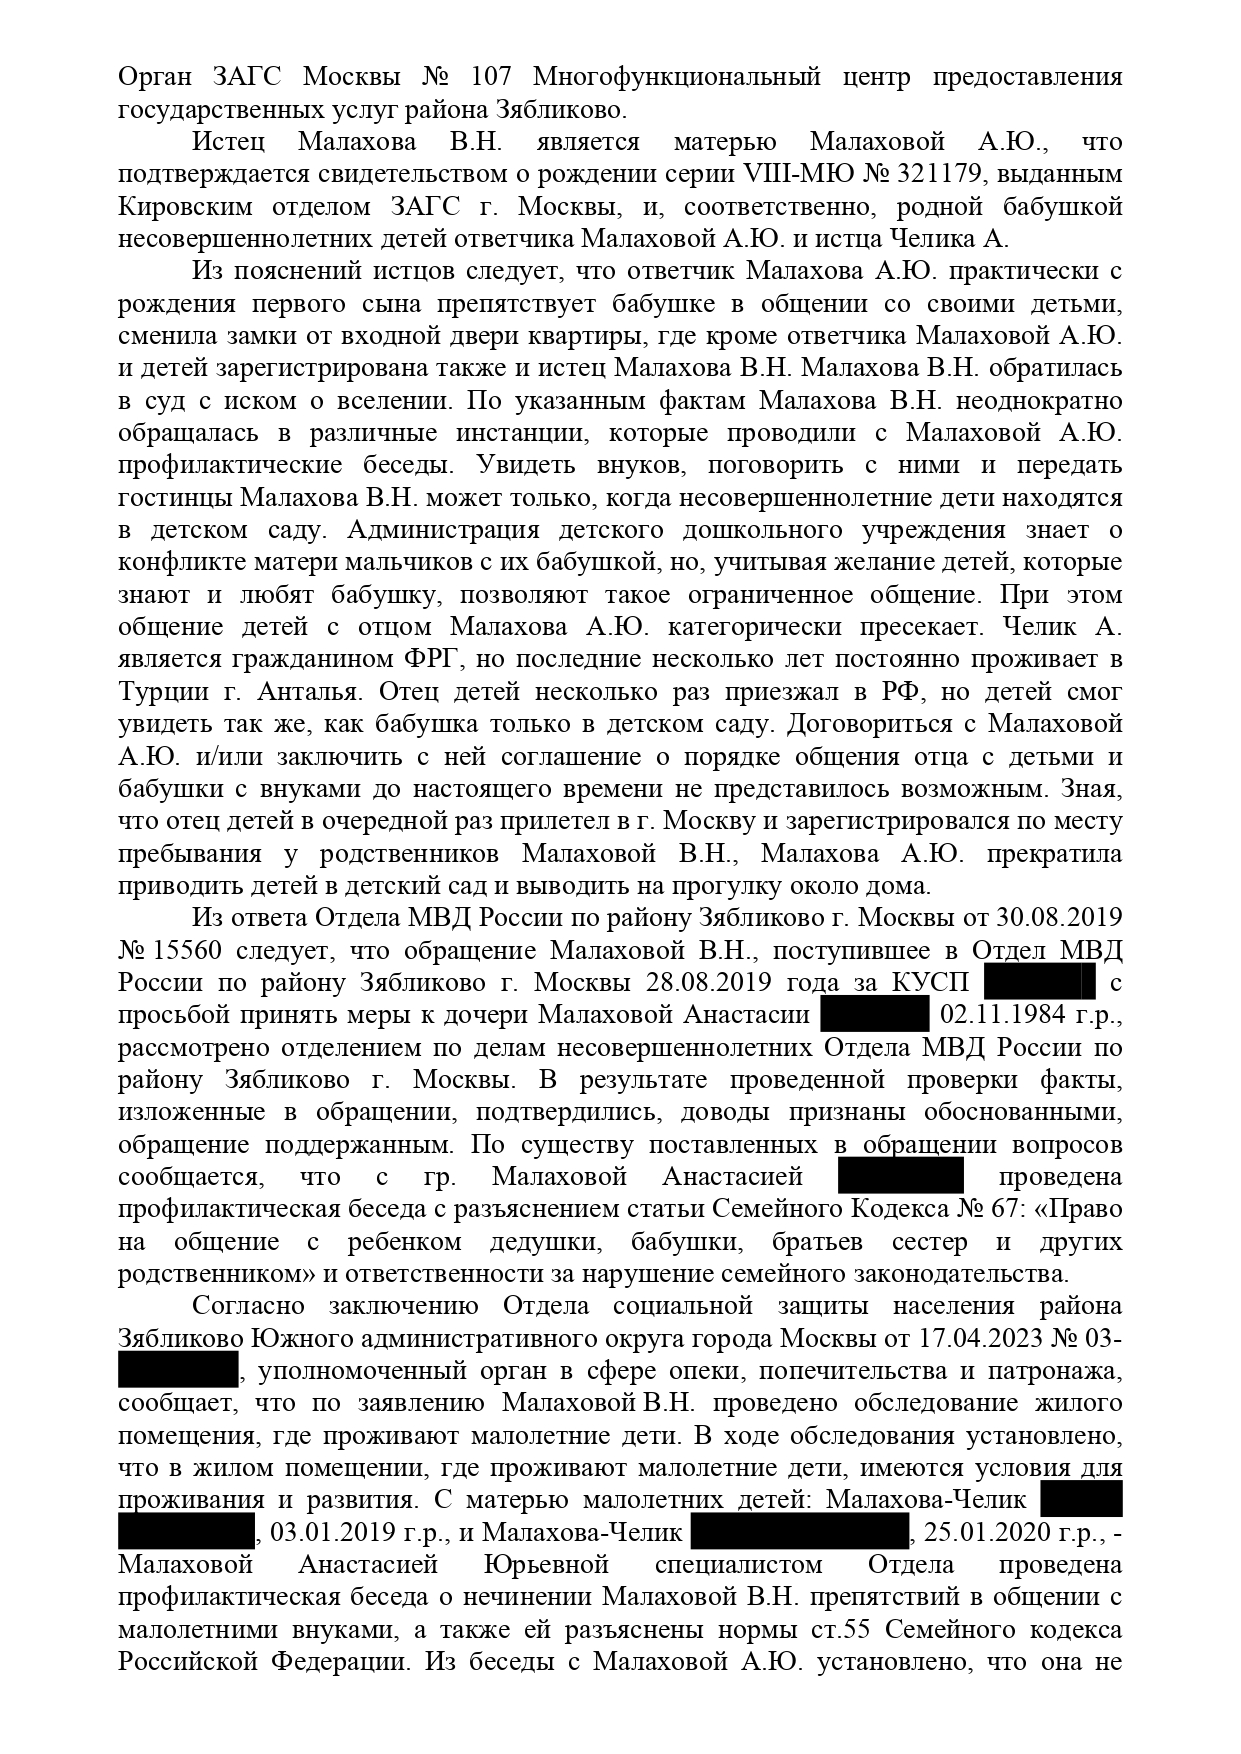 Орган ЗАГС Москвы № 107 Многофункциональный центр предоставления
государственных услуг района Зябликово.
Истец Малахова В.Н. является матерью Малаховой А.Ю., что
подтверждается свидетельством о рождении серии VIII-МЮ № 321179, выданным
Кировским отделом ЗАГС г. Москвы, и, соответственно, родной бабушкой
несовершеннолетних детей ответчика Малаховой А.Ю. и истца Челика А.
Из пояснений истцов следует, что ответчик Малахова А.Ю. практически с
рождения первого сына препятствует бабушке в общении со своими детьми,
сменила замки от входной двери квартиры, где кроме ответчика Малаховой А.Ю.
и детей зарегистрирована также и истец Малахова В.Н. Малахова В.Н. обратилась
в суд с иском о вселении. По указанным фактам Малахова В.Н. неоднократно
обращалась в различные инстанции, которые проводили с Малаховой А.Ю.
профилактические беседы. Увидеть внуков, поговорить с ними и передать
гостинцы Малахова В.Н. может только, когда несовершеннолетние дети находятся
в детском саду. Администрация детского дошкольного учреждения знает о
конфликте матери мальчиков с их бабушкой, но, учитывая желание детей, которые
знают и любят бабушку, позволяют такое ограниченное общение. При этом
общение детей с отцом Малахова А.Ю. категорически пресекает. Челик А.
является гражданином ФРГ, но последние несколько лет постоянно проживает в
Турции г. Анталья. Отец детей несколько раз приезжал в РФ, но детей смог
увидеть так же, как бабушка только в детском саду. Договориться с Малаховой
А.Ю. и/или заключить с ней соглашение о порядке общения отца с детьми и
бабушки с внуками до настоящего времени не представилось возможным. Зная,
что отец детей в очередной раз прилетел в г. Москву и зарегистрировался по месту
пребывания у родственников Малаховой В.Н., Малахова А.Ю. прекратила
приводить детей в детский сад и выводить на прогулку около дома.
Из ответа Отдела МВД России по району Зябликово г. Москвы от 30.08.2019
№ 15560 следует, что обращение Малаховой В.Н., поступившее в Отдел МВД
России по району Зябликово г. Москвы 28.08.2019 года за КУСП с
просьбой принять меры к дочери Малаховой Анастасии 02.11.1984 г.р.,
рассмотрено отделением по делам несовершеннолетних Отдела МВД России по
району Зябликово г. Москвы. В результате проведенной проверки факты,
изложенные в обращении, подтвердились, доводы признаны обоснованными,
обращение поддержанным. По существу поставленных в обращении вопросов
сообщается, что с гр. Малаховой Анастасией проведена
профилактическая беседа с разъяснением статьи Семейного Кодекса № 67: «Право
на общение с ребенком дедушки, бабушки, братьев сестер и других
родственником» и ответственности за нарушение семейного законодательства.
Согласно заключению Отдела социальной защиты населения района
Зябликово Южного административного округа города Москвы от 17.04.2023 № 03-
, уполномоченный орган в сфере опеки, попечительства и патронажа,
сообщает, что по заявлению Малаховой В.Н. проведено обследование жилого
помещения, где проживают малолетние дети. В ходе обследования установлено,
что в жилом помещении, где проживают малолетние дети, имеются условия для
проживания и развития. С матерью малолетних детей: Малахова-Челик
, 03.01.2019 г.р., и Малахова-Челик , 25.01.2020 г.р., -
Малаховой Анастасией Юрьевной специалистом Отдела проведена
профилактическая беседа о нечинении Малаховой В.Н. препятствий в общении с
малолетними внуками, а также ей разъяснены нормы ст.55 Семейного кодекса
Российской Федерации. Из беседы с Малаховой А.Ю. установлено, что она не